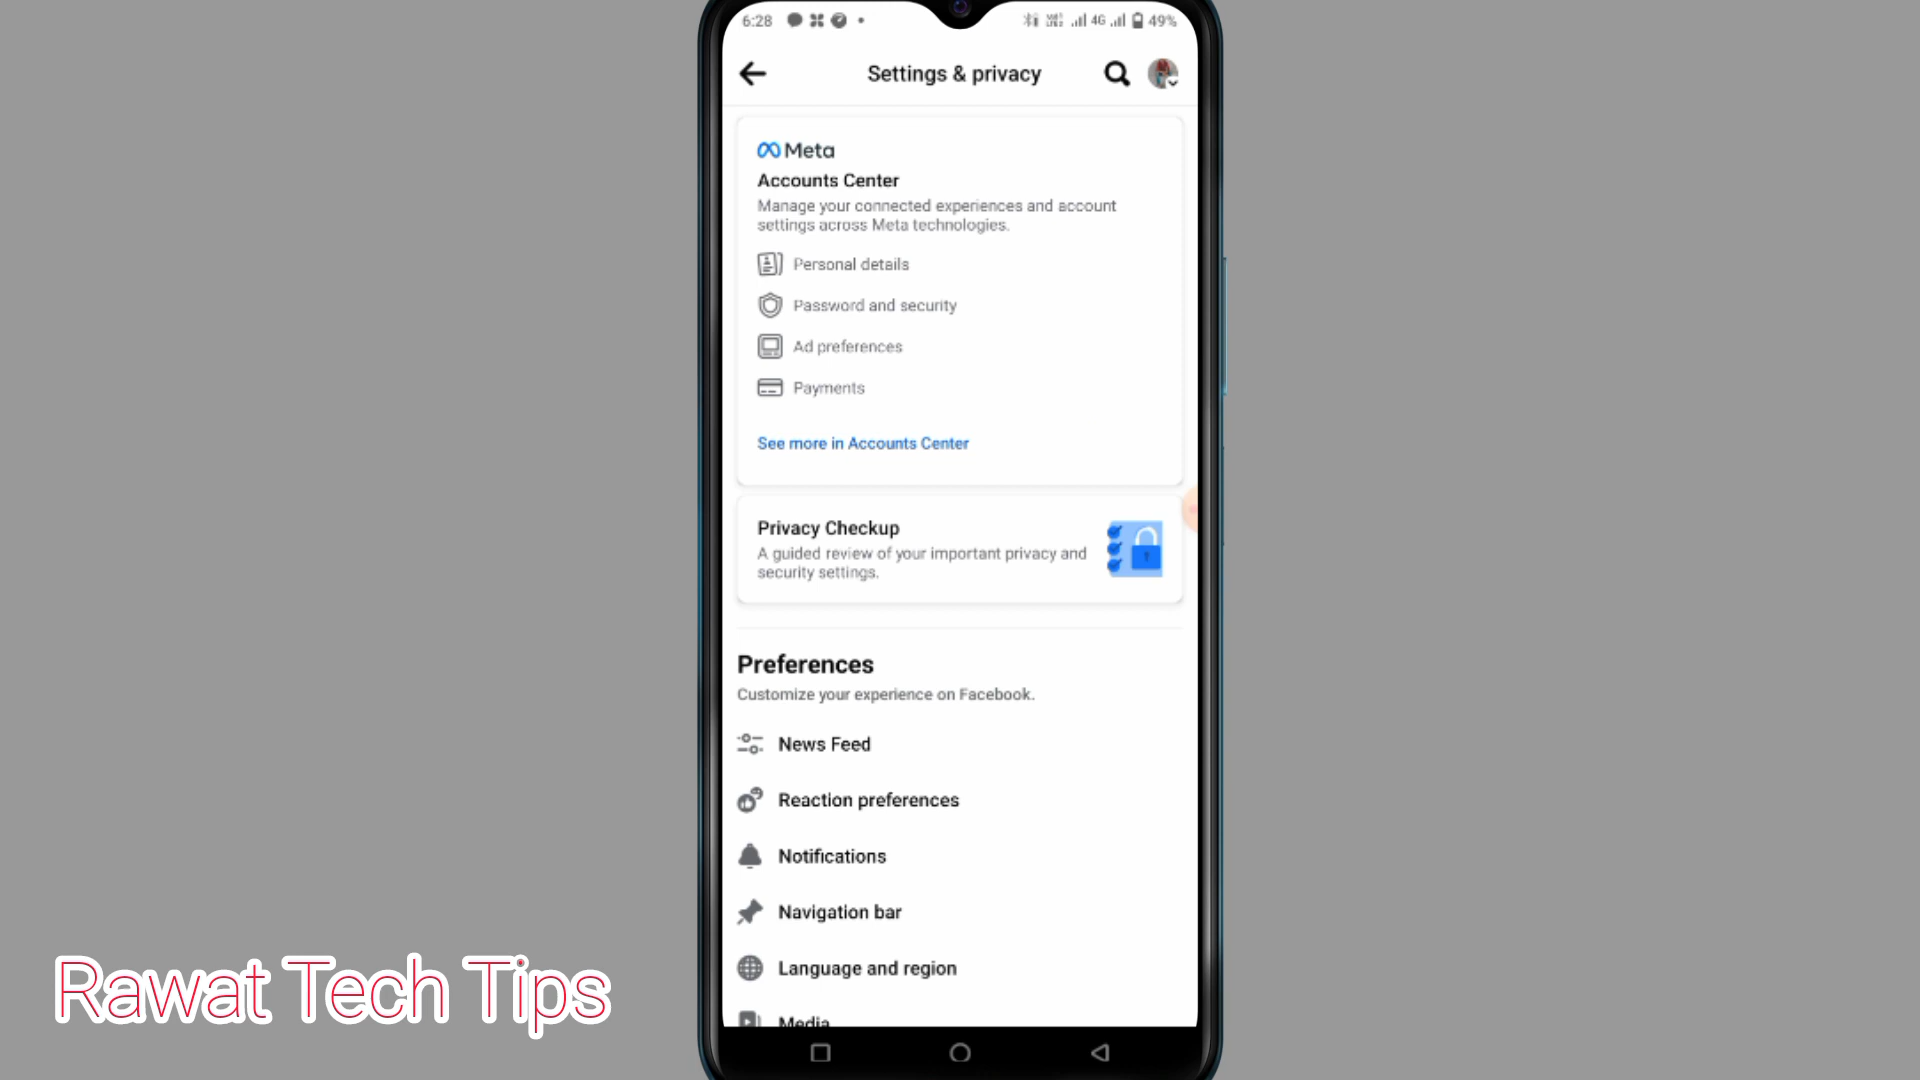 6:28
4G 49%
Settings & privacy
Meta
Accounts Center
Manage your connected experiences and account
settings across Meta technologies.
Personal details
Password and security
Ad preferences
Payments
See more in Accounts Center
Privacy Checkup
A guided review of your important privacy and
security settings.
Preferences
Customize your experience on Facebook.
News Feed
Reaction preferences
Notifications
Navigation bar
Language and region
Media
Rawat Tech Tips